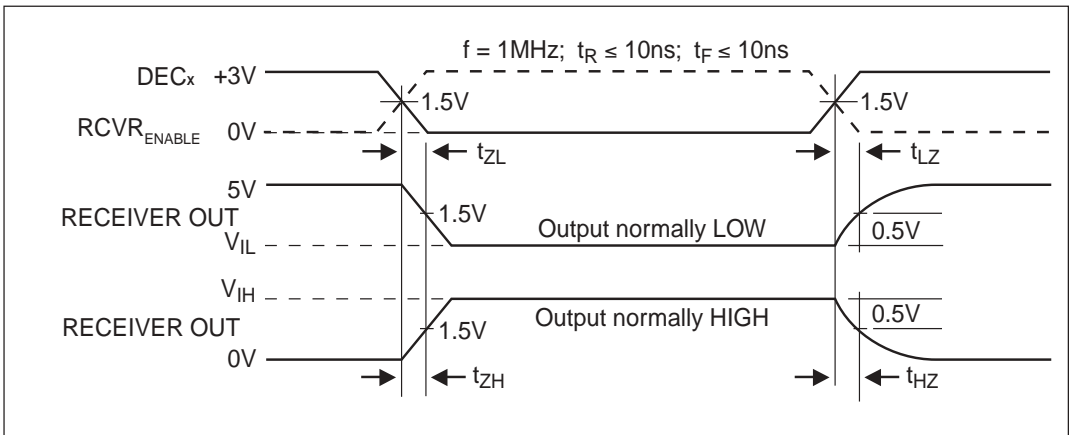 f = 1MHz; tR ≤ 10ns; tF ≤ 10ns
DECx +3V
1.5V
1.5V
RCVRENABLE 0V
tZL
tLZ
5V
RECEIVER OUT
1.5V
Output normally LOW
0.5V
VIL
VIH
RECEIVER OUT
1.5V
Output normally HIGH
0.5V
0V
tZH
tHZ